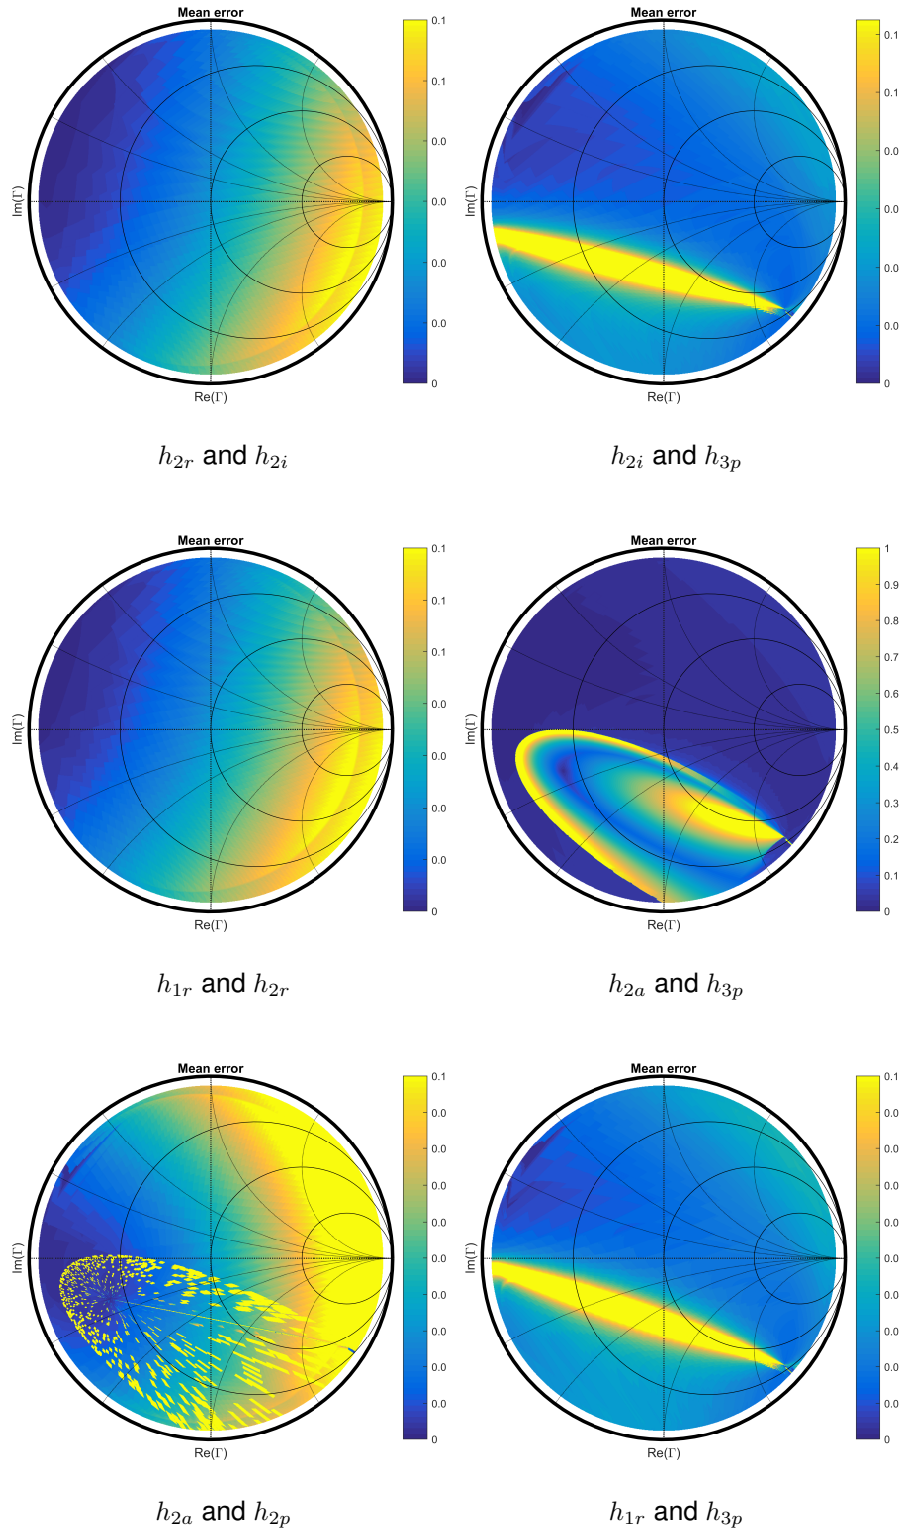 Mean error
Mean error
0.1
0.1
0.0
0.0
0.0
0.0
0
0.1
0.1
0.0
0.0
0.0
0
Im(Γ)
Im(Γ)
Re(Γ)
Re(Γ)
h2r and h2i
h2i and h3p
Mean error
Mean error
0.1
0.1
0.1
0.0
0.0
0.0
0
1
0.9
0.8
0.7
0.6
0.5
0.4
0.3
0.2
0.1
0
Im(Γ)
Im(Γ)
Re(Γ)
Re(Γ)
h1r and h2r
h2a and h3p
Mean error
Mean error
0.1
0.0
0.0
0.0
0.0
0.0
0.0
0.0
0.0
0.0
0
0.1
0.0
0.0
0.0
0.0
0.0
0.0
0.0
0.0
0.0
0
Im(Γ)
Im(Γ)
Re(Γ)
Re(Γ)
h2a and h2p
h1r and h3p